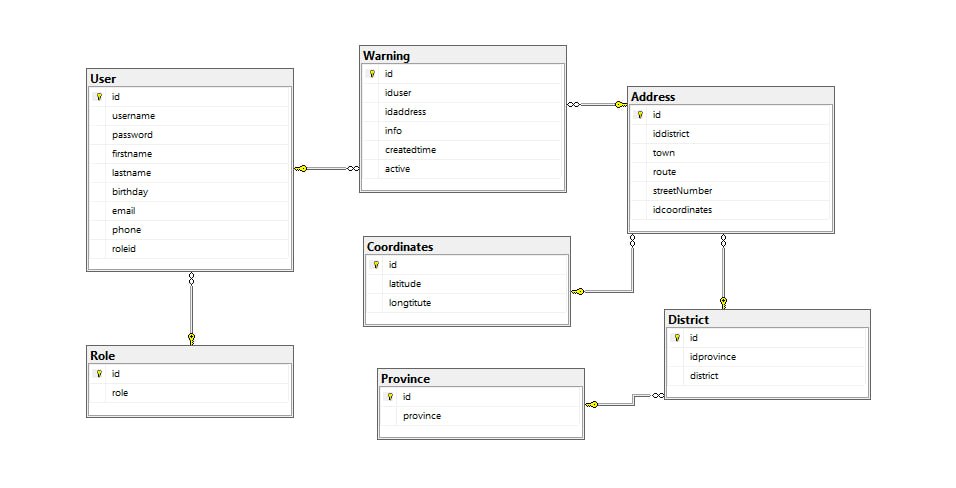 User
id
username
password
firstname
lastname
birthday
email
phone
roleid
Warning
id
iduser
idaddress
info
createdtime
active
Address
id
iddistrict
town
route
streetNumber
idcoordinates
Coordinates
id
latitude
longtitute
District
id
idprovince
district
Role
id
role
Province
id
province